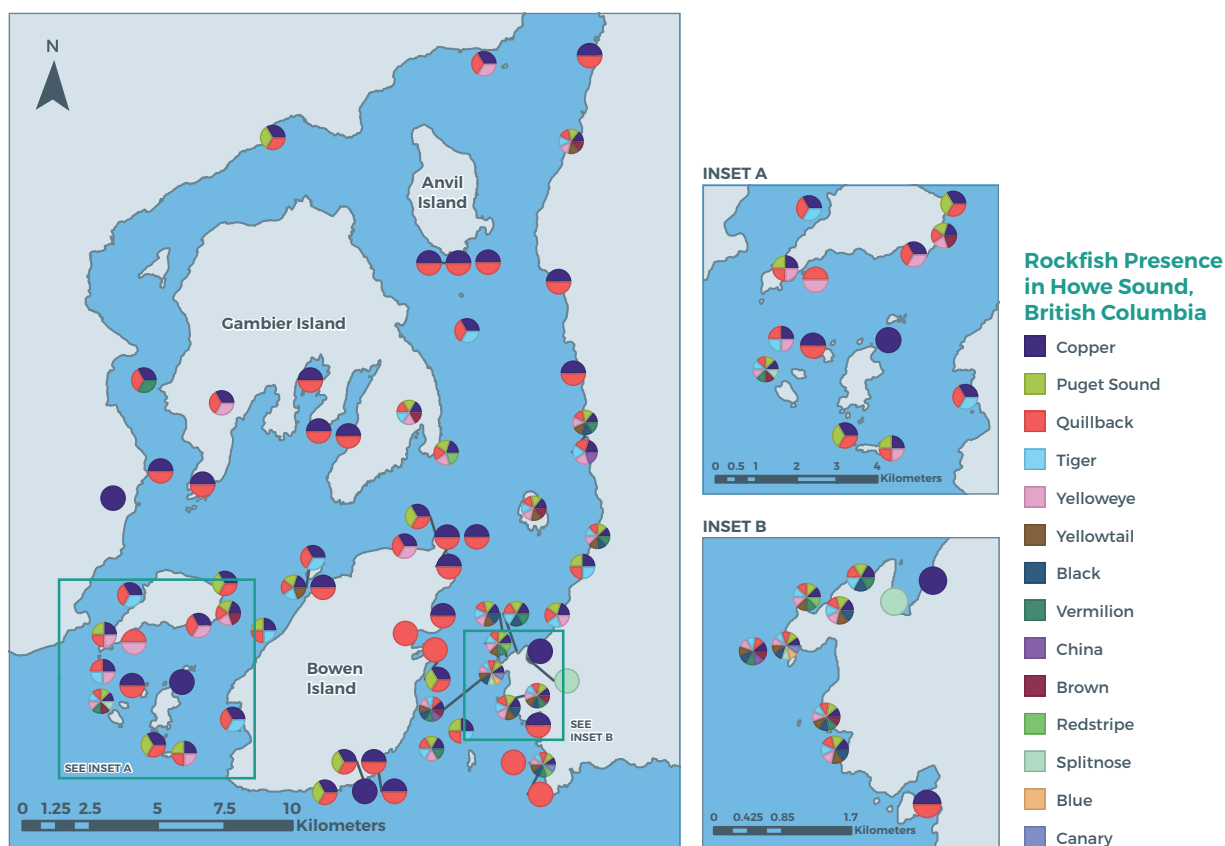 N
Anvil
Island
Gambier Island
Bowen
Island
SEE
INSET B
SEE INSET A
0 1.25 2.5 5 7.5 10
Kilometers
INSET A
0 0.5 1 2 3 4
Kilometers
INSET B
0 0.425 0.85 1.7
Kilometers
Rockfish Presence
in Howe Sound,
British Columbia
Copper
Puget Sound
Quillback
Tiger
Yelloweye
Yellowtail
Black
Vermilion
China
Brown
Redstripe
Splitnose
Blue
Canary